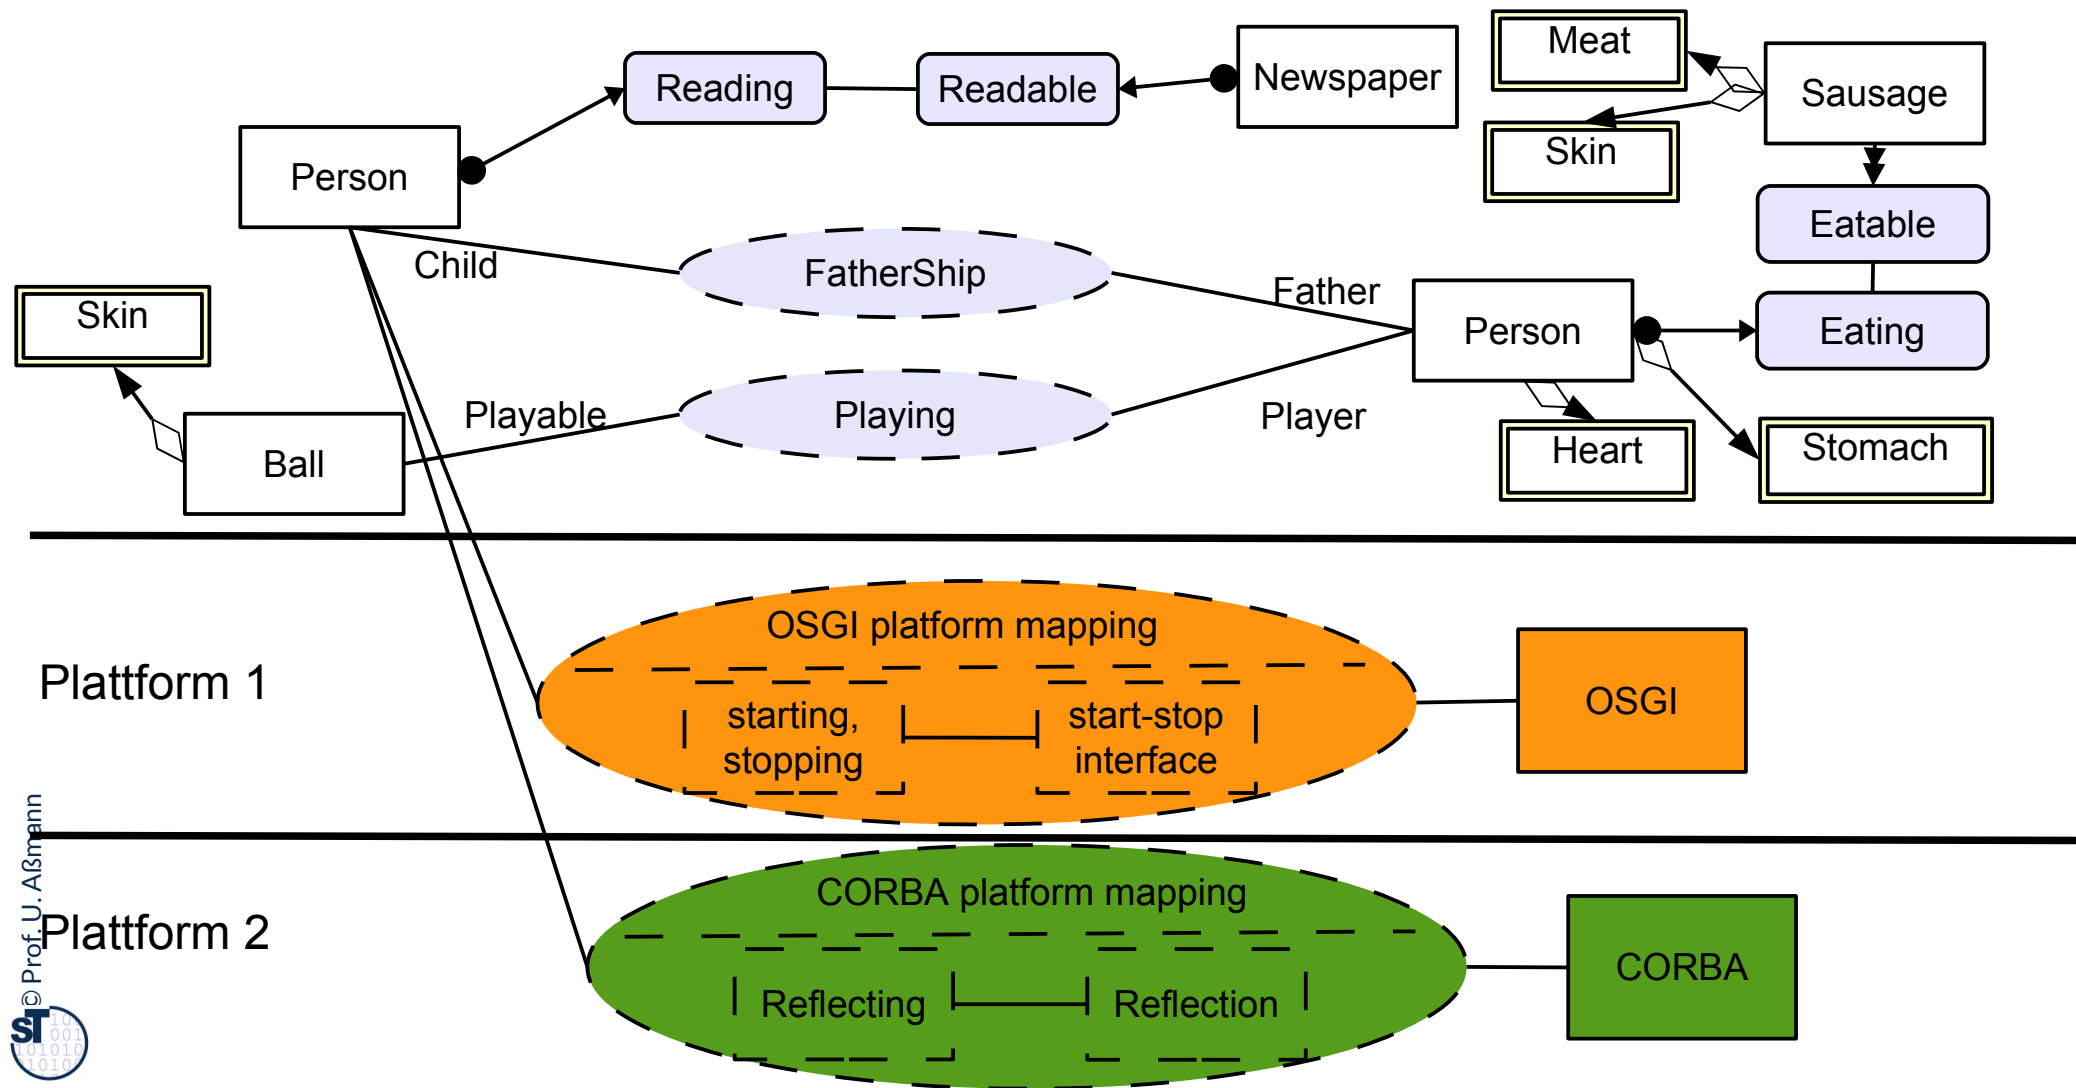 Meat
Reading
Readable
Newspaper
Sausage
Skin
Person
Eatable
Child
FatherShip
Father
Skin
Person
Eating
Playable
Playing
Player
Ball
Heart
Stomach
OSGI platform mapping
Plattform 1
starting,
stopping
start-stop
interface
OSGI
© Prof. U. Aßmann
CORBA platform mapping
Plattform 2
Reflecting
Reflection
CORBA
ST